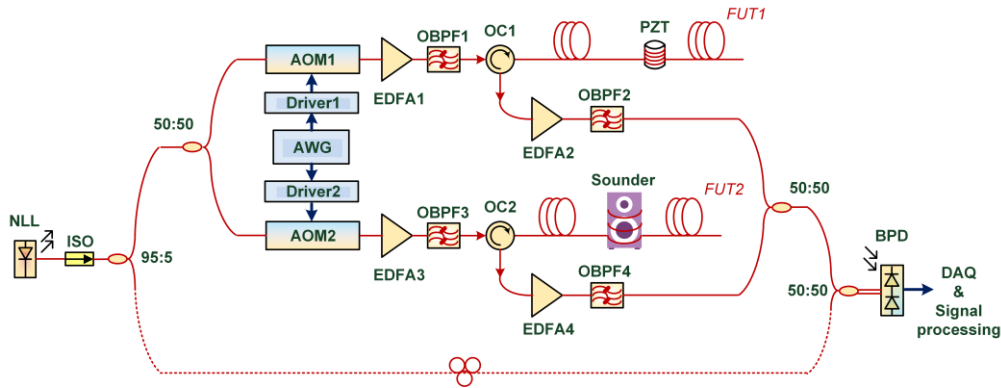 OC1
PZT
FUT1
OBPF1
AOM1
EDFA1
Driver1
OBPF2
50:50
AWG
EDFA2
Driver2
Sounder
FUT2
50:50
OBPF3
OC2
NLL
ISO
AOM2
BPD
95:5
EDFA3
OBPF4
50:50
DAQ
&
Signal
processing
EDFA4